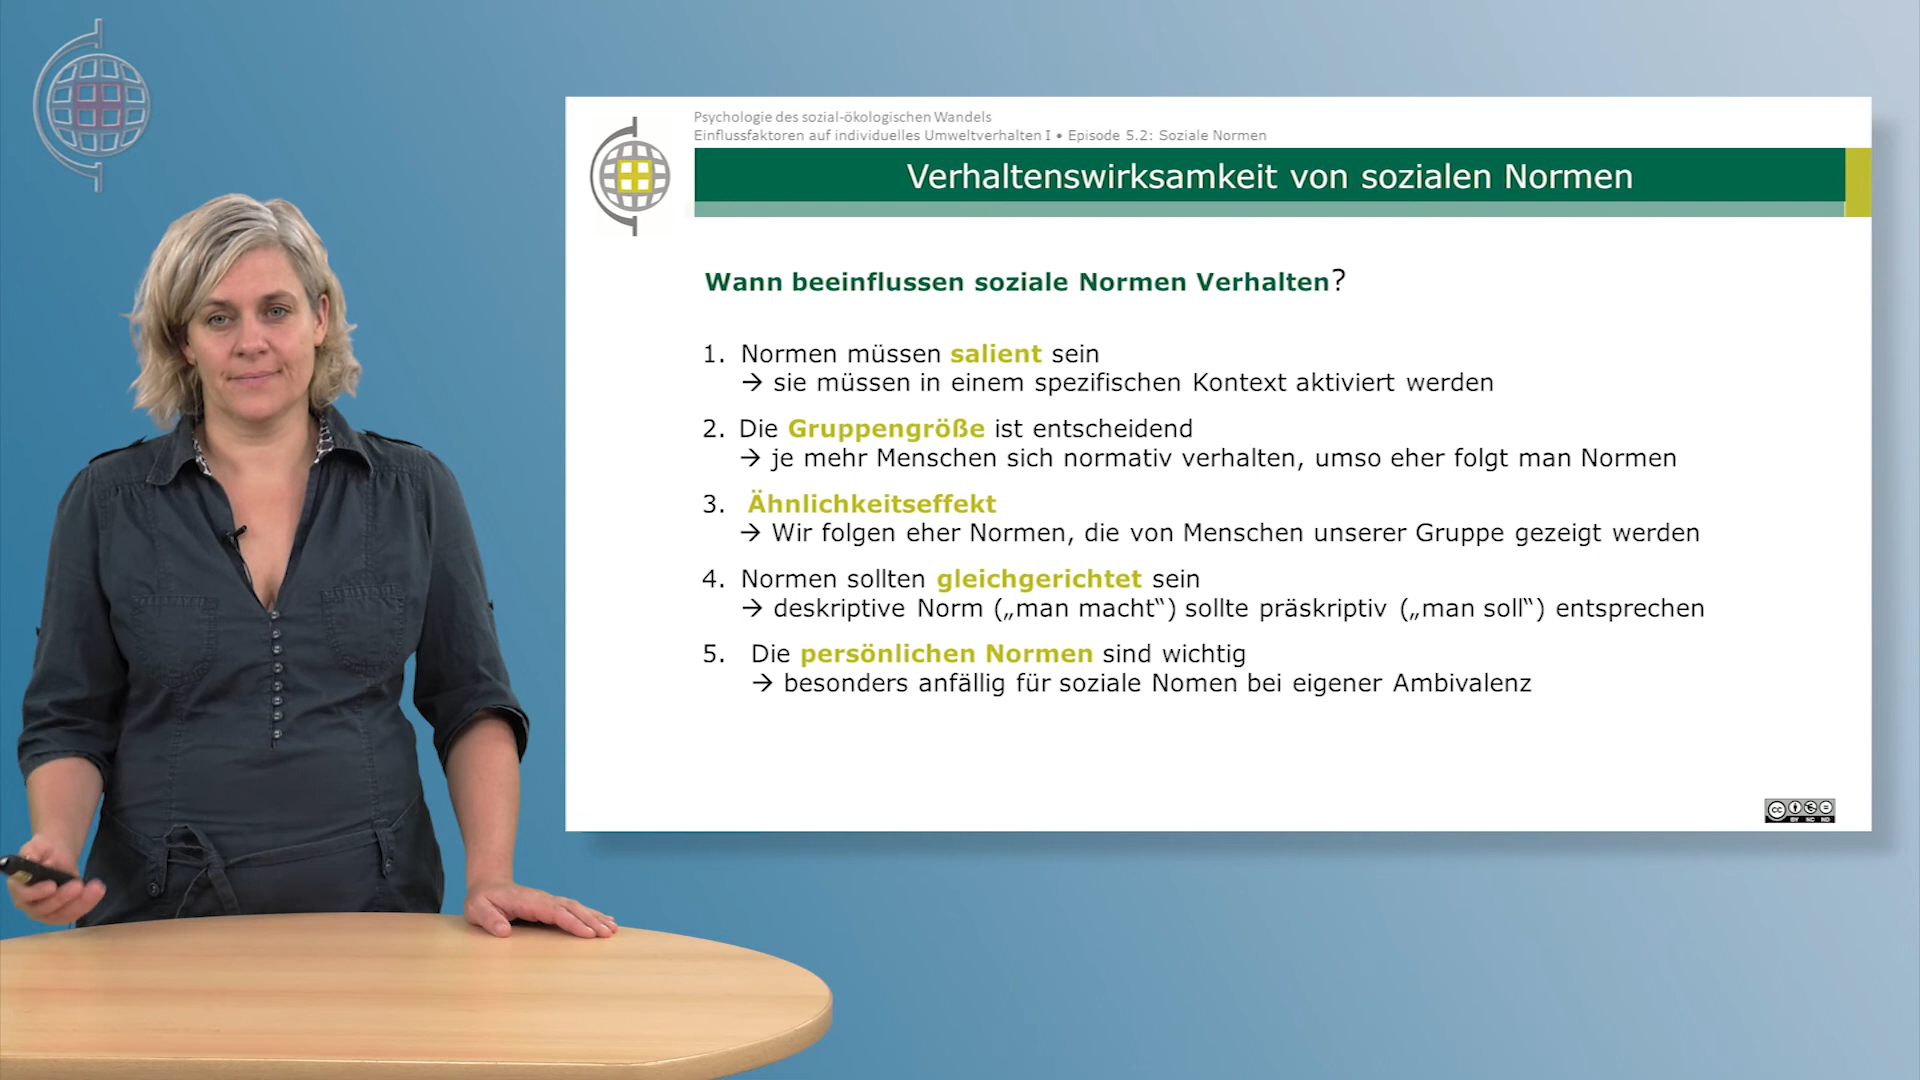 Psychologie des sozial-ökologischen Wandels
Einflussfaktoren auf individuelles Umweltverhalten I • Episode 5.2: Soziale Normen
Verhaltenswirksamkeit von sozialen Normen
Wann beeinflussen soziale Normen Verhalten?
1. Normen müssen salient sein
→ sie müssen in einem spezifischen Kontext aktiviert werden
2. Die Gruppengröße ist entscheidend
→ je mehr Menschen sich normativ verhalten, umso eher folgt man Normen
3. Ähnlichkeitseffekt
→ Wir folgen eher Normen, die von Menschen unserer Gruppe gezeigt werden
4. Normen sollten gleichgerichtet sein
→ deskriptive Norm („man macht“) sollte präskriptiv („man soll“) entsprechen
5. Die persönlichen Normen sind wichtig
→ besonders anfällig für soziale Nomen bei eigener Ambivalenz
cc
BY NC ND